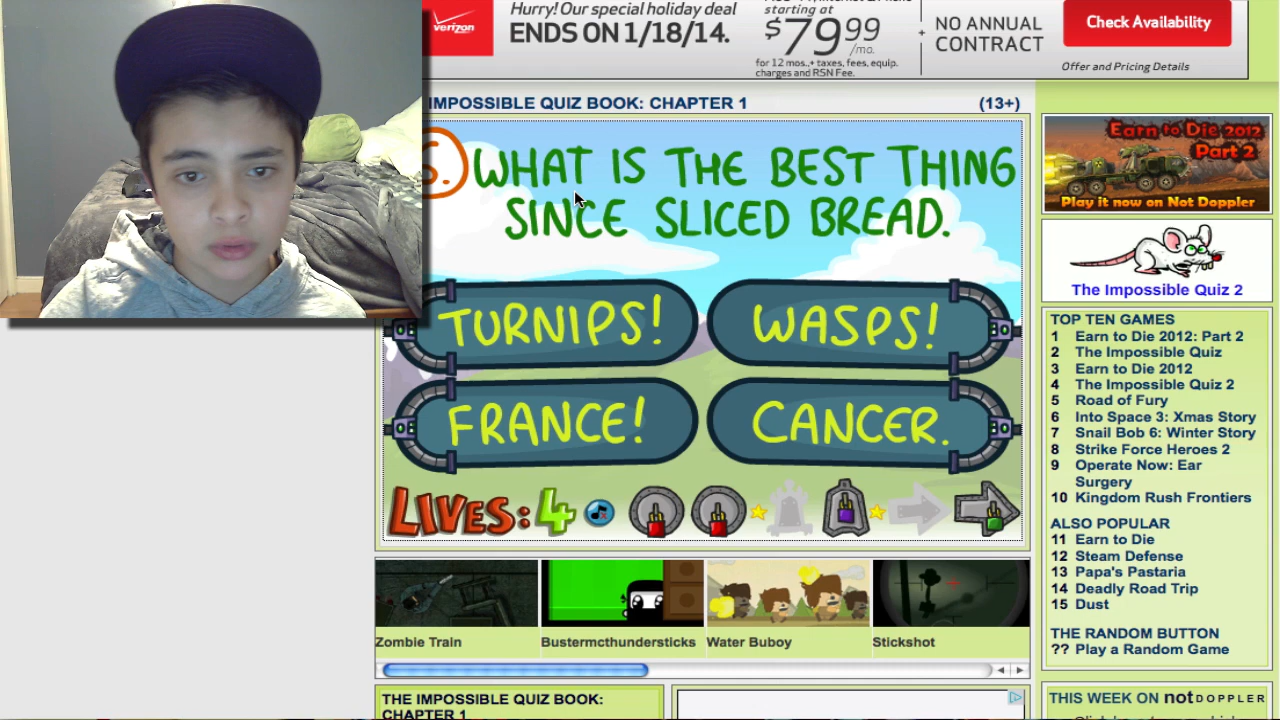 verizon
Hurry! Our special holiday deal
ENDS ON 1/18/14.
starting at
$79.99
/mo.
for 12 mos.,+ taxes, fees, equip.
charges and RSN Fee.
+
NO ANNUAL
CONTRACT
Check Availability
Offer and Pricing Details
IMPOSSIBLE QUIZ BOOK: CHAPTER 1
(13+)
WHAT IS THE BEST THING
SINCE SLICED BREAD.
TURNIPS!
WASPS!
FRANCE!
CANCER.
LIVES: 4
Earn to Die 2012
Part 2
Play it now on Not Doppler
The Impossible Quiz 2
TOP TEN GAMES
1 Earn to Die 2012: Part 2
2 The Impossible Quiz
3 Earn to Die 2012
4 The Impossible Quiz 2
5 Road of Fury
6 Into Space 3: Xmas Story
7 Snail Bob 6: Winter Story
8 Strike Force Heroes 2
9 Operate Now: Ear
Surgery
10 Kingdom Rush Frontiers
ALSO POPULAR
11 Earn to Die
12 Steam Defense
13 Papa's Pastaria
14 Deadly Road Trip
15 Dust
THE RANDOM BUTTON
?? Play a Random Game
Zombie Train
Bustermcthundersticks
Water Buboy
Stickshot
THE IMPOSSIBLE QUIZ BOOK:
CHAPTER 1
THIS WEEK ON notDOPPLER